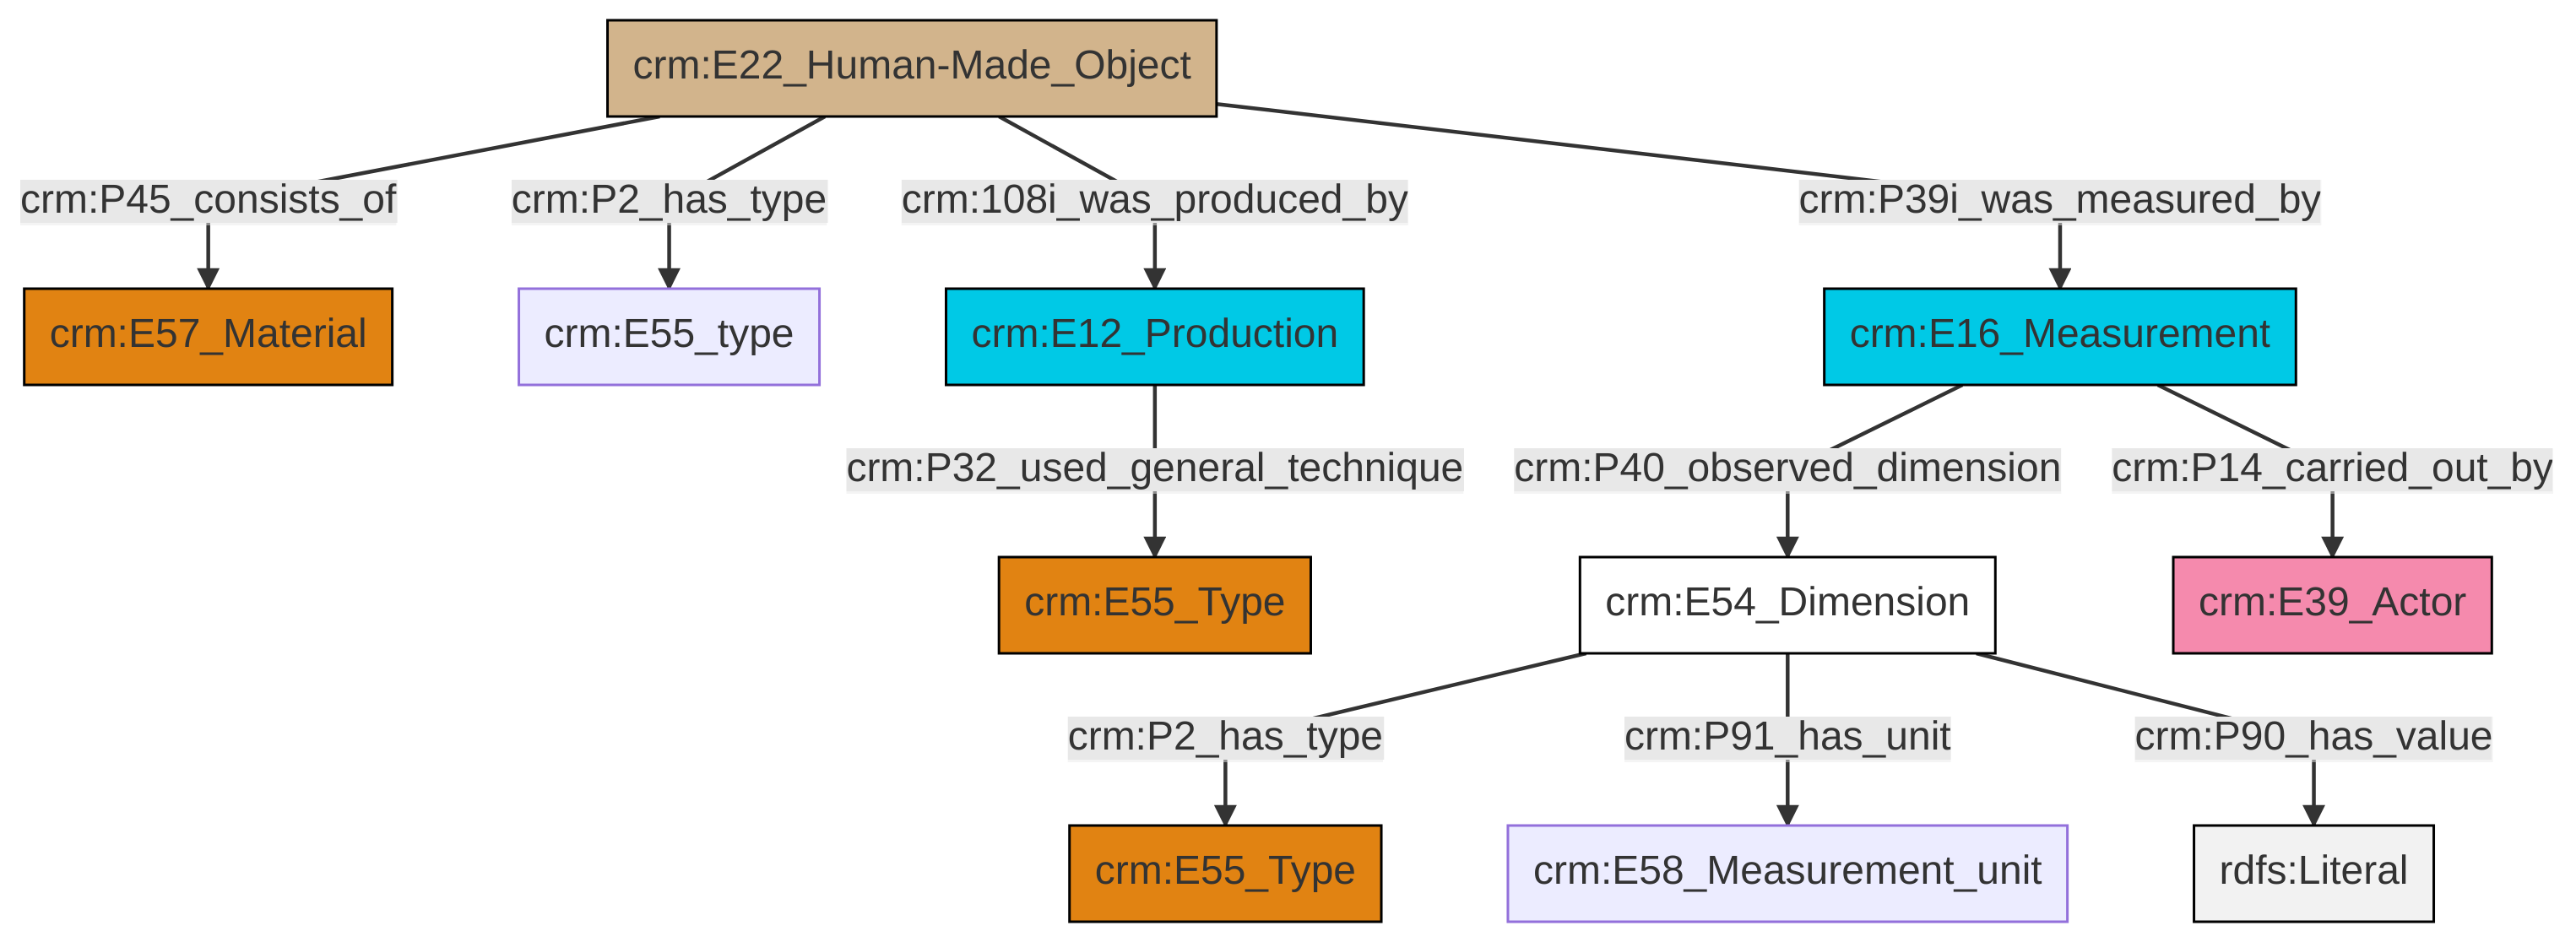 crm:E22_Human-Made_Object
crm:P45_consists_of
crm:P2_has_type
crm:108i_was_produced_by
crm:P39i_was_measured_by
crm:E57_Material
crm:E55_type
crm:E12_Production
crm:E16_Measurement
crm:P32_used_general_technique
crm:P40_observed_dimension
crm:P14_carried_out_by
crm:E55_Type
crm:E54_Dimension
crm:E39_Actor
crm:P2_has_type
crm:P91_has_unit
crm:P90_has_value
crm:E55_Type
crm:E58_Measurement_unit
rdfs:Literal